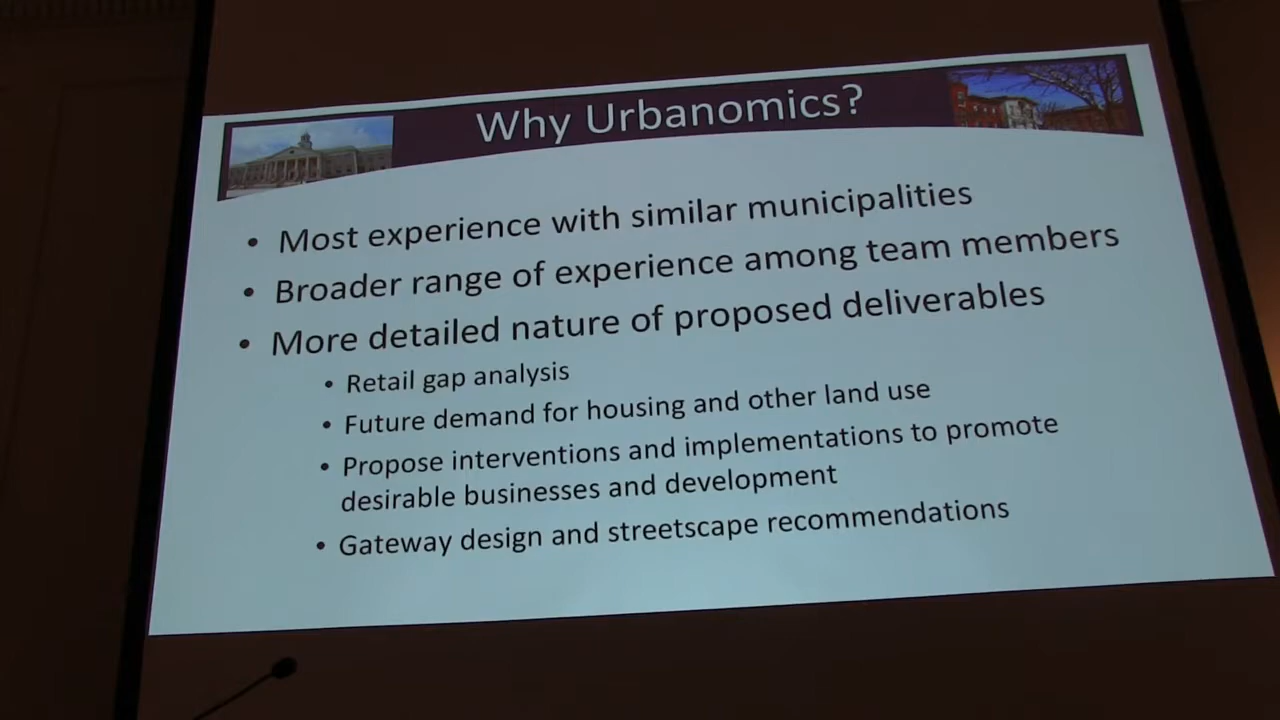 Why Urbanomics?
• Most experience with similar municipalities
• Broader range of experience among team members
• More detailed nature of proposed deliverables
• Retail gap analysis
• Future demand for housing and other land use
• Propose interventions and implementations to promote
desirable businesses and development
• Gateway design and streetscape recommendations